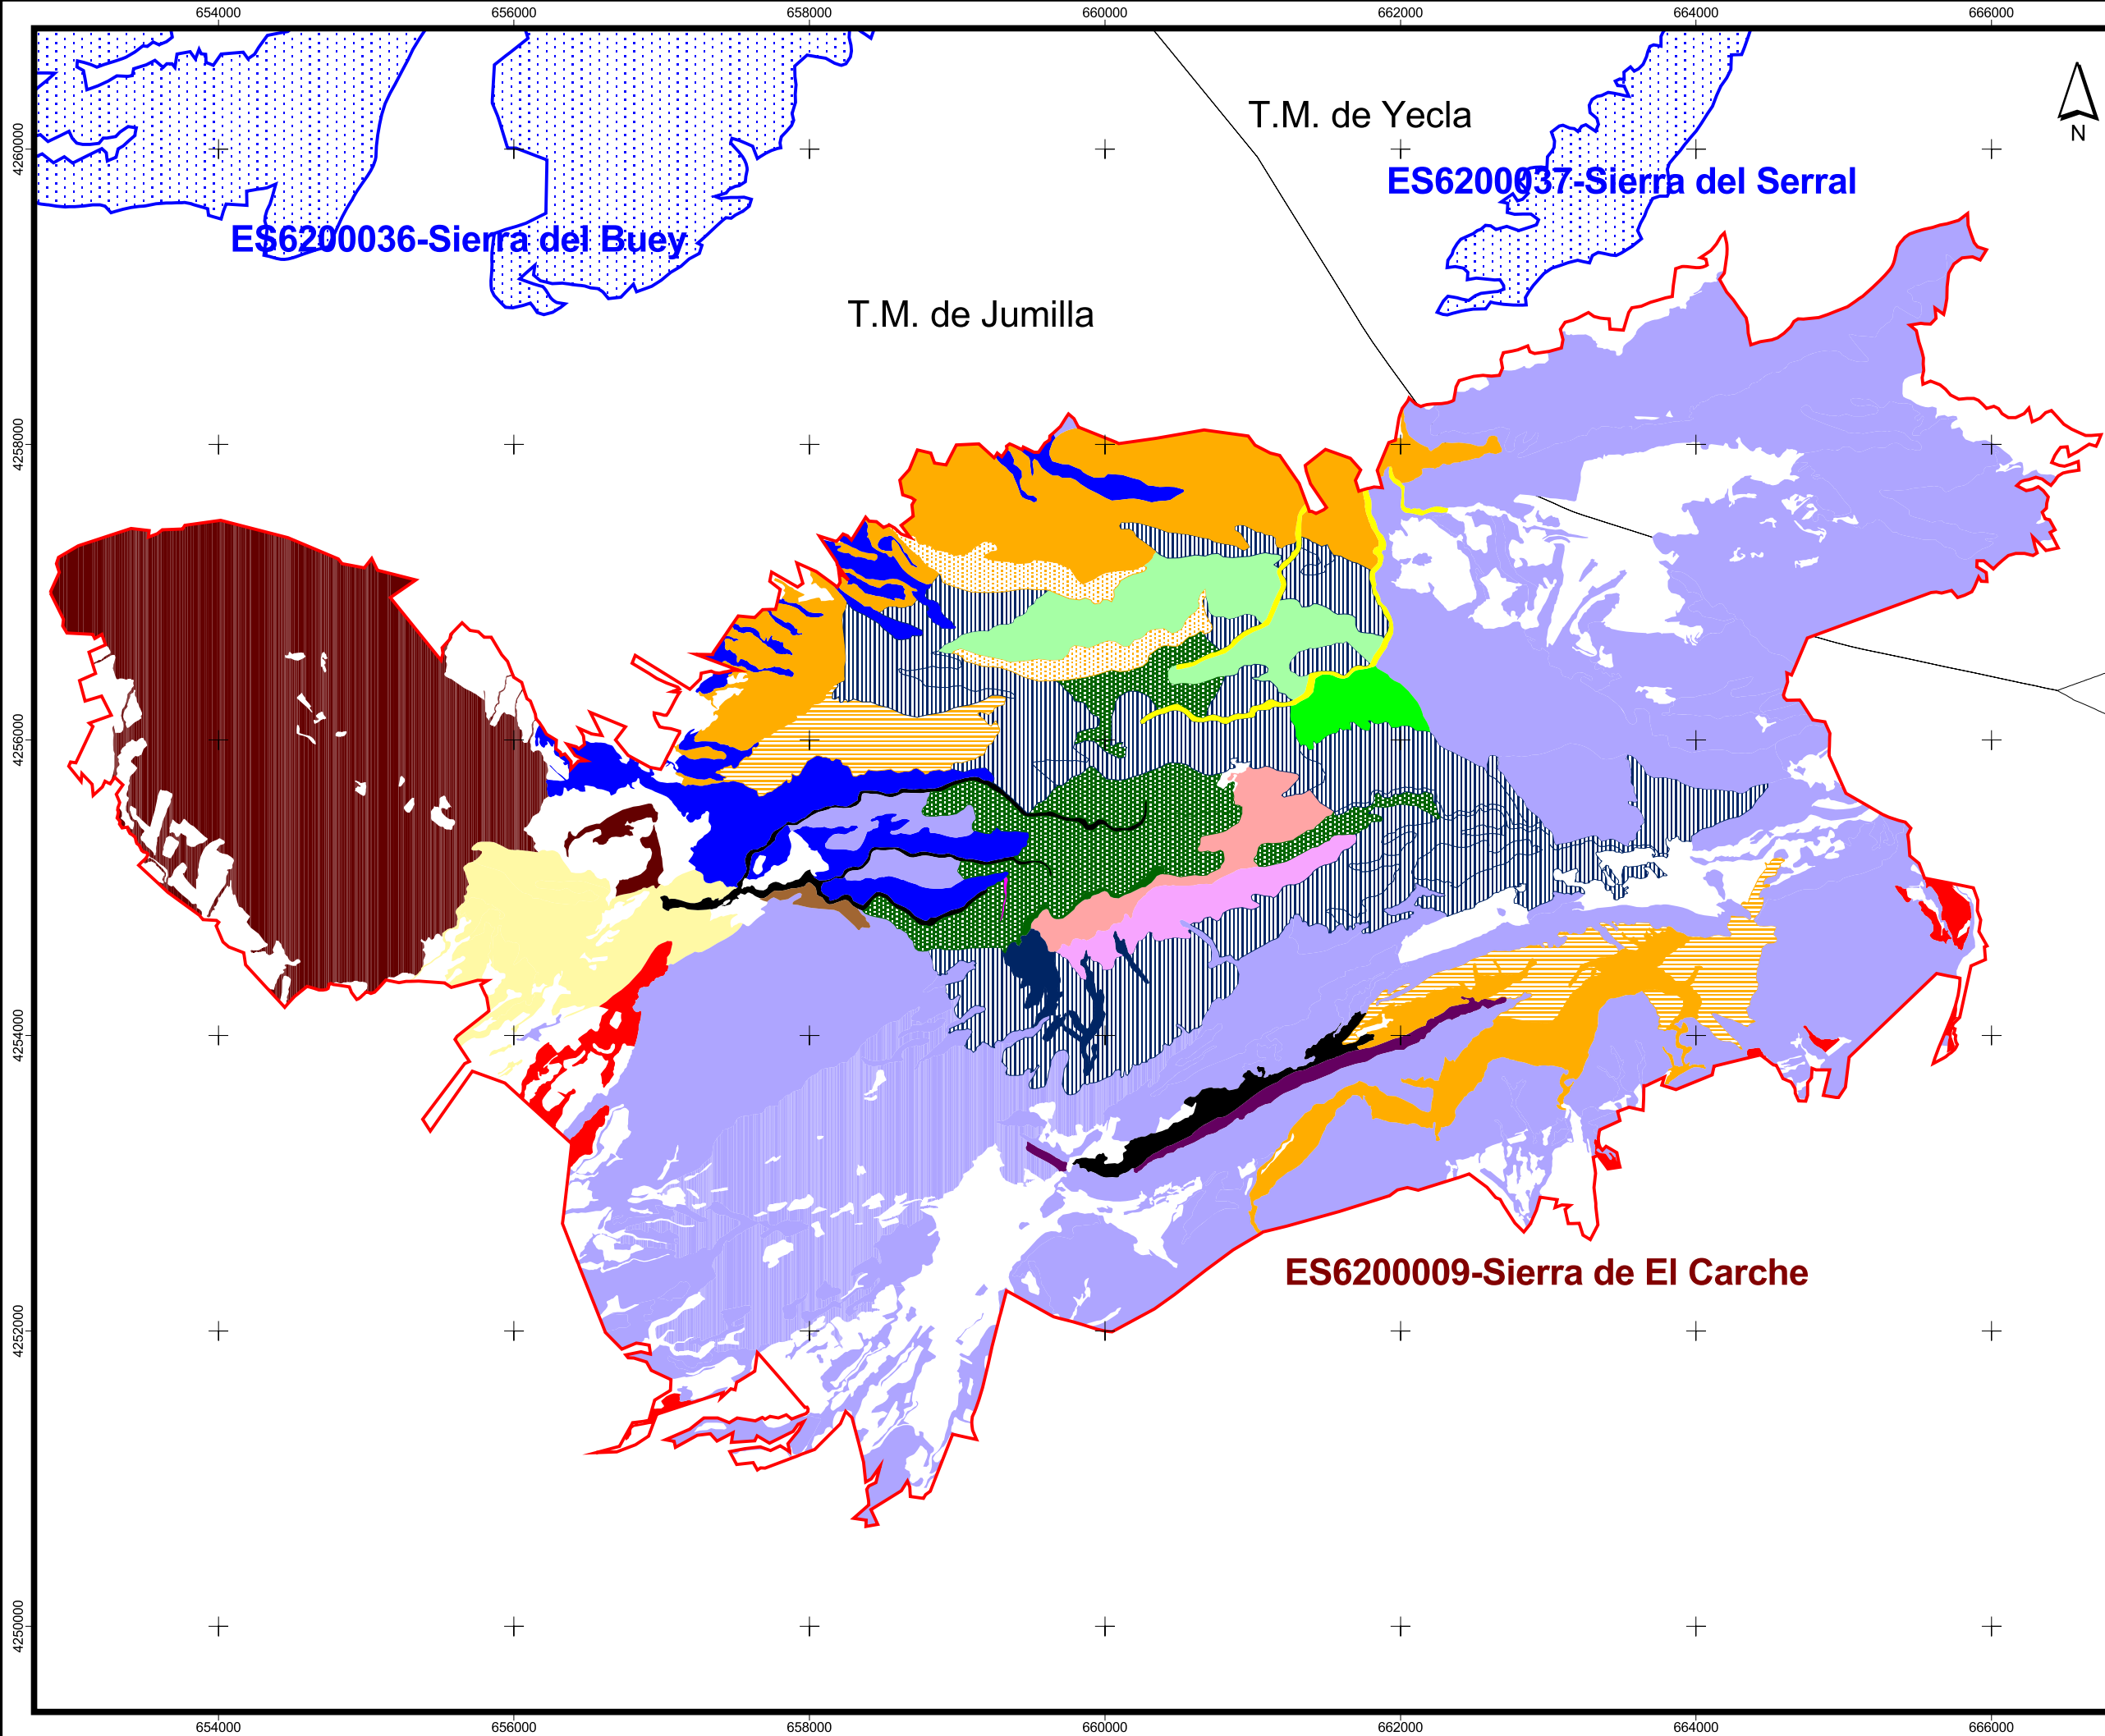 654000 656000 658000 660000 662000 664000 666000
T.M. de Yecla
N
4260000
ES6200037-Sierra del Serral
ES6200036-Sierra del Buey
T.M. de Jumilla
4258000
4256000
4254000
ES6200009-Sierra de El Carche
4252000
4250000
654000 656000 658000 660000 662000 664000 666000